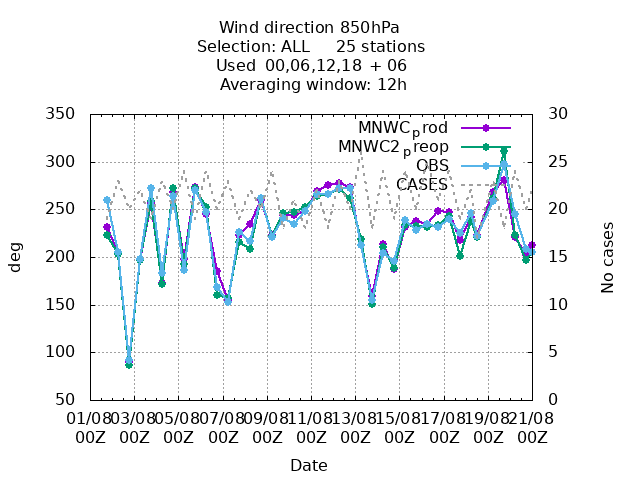 Wind direction 850hPa
Selection: ALL 25 stations
Used 00,06,12,18 + 06
Averaging window: 12h
350 30
MNWCprod
MNWC2preop
300 25
OBS
CASES
250 20
deg
200 15
No cases
150 10
100 5
50 0
01/08 03/08 05/08 07/08 09/08 11/08 13/08 15/08 17/08 19/08 21/08
00Z 00Z 00Z 00Z 00Z 00Z 00Z 00Z 00Z 00Z 00Z
Date